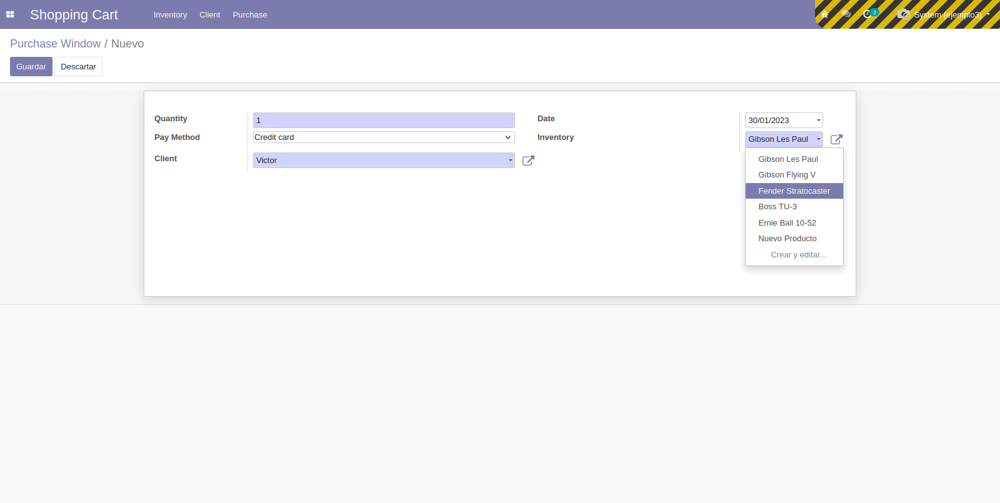 Shopping Cart Inventory Client Purchase 3 System (ejemplo3)
Purchase Window / Nuevo
Guardar Descartar
Quantity 1 Date 30/01/2023
Pay Method Credit card Inventory Gibson Les Paul
Client Victor
Gibson Les Paul
Gibson Flying V
Fender Stratocaster
Boss TU-3
Ernie Ball 10-52
Nuevo Producto
Crear y editar...